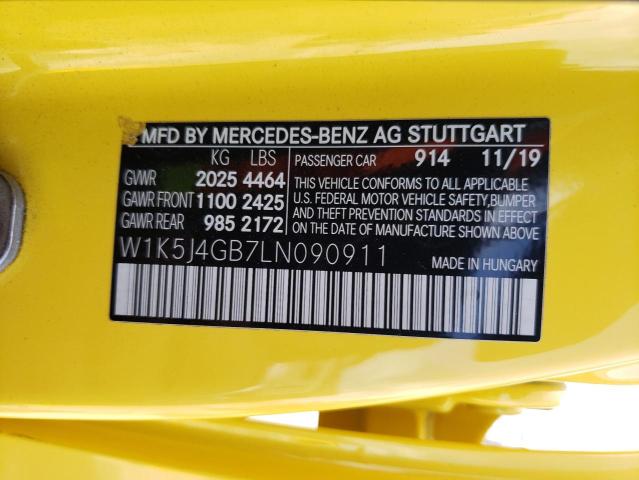 MFD BY MERCEDES-BENZ AG STUTTGART
KG LBS
GVWR 2025 4464
GAWR FRONT 1100 2425
GAWR REAR 985 2172
PASSENGER CAR 914 11/19
THIS VEHICLE CONFORMS TO ALL APPLICABLE
U.S. FEDERAL MOTOR VEHICLE SAFETY, BUMPER
AND THEFT PREVENTION STANDARDS IN EFFECT
ON THE DATE OF MANUFACTURE SHOWN ABOVE.
W1K5J4GB7LN090911
MADE IN HUNGARY